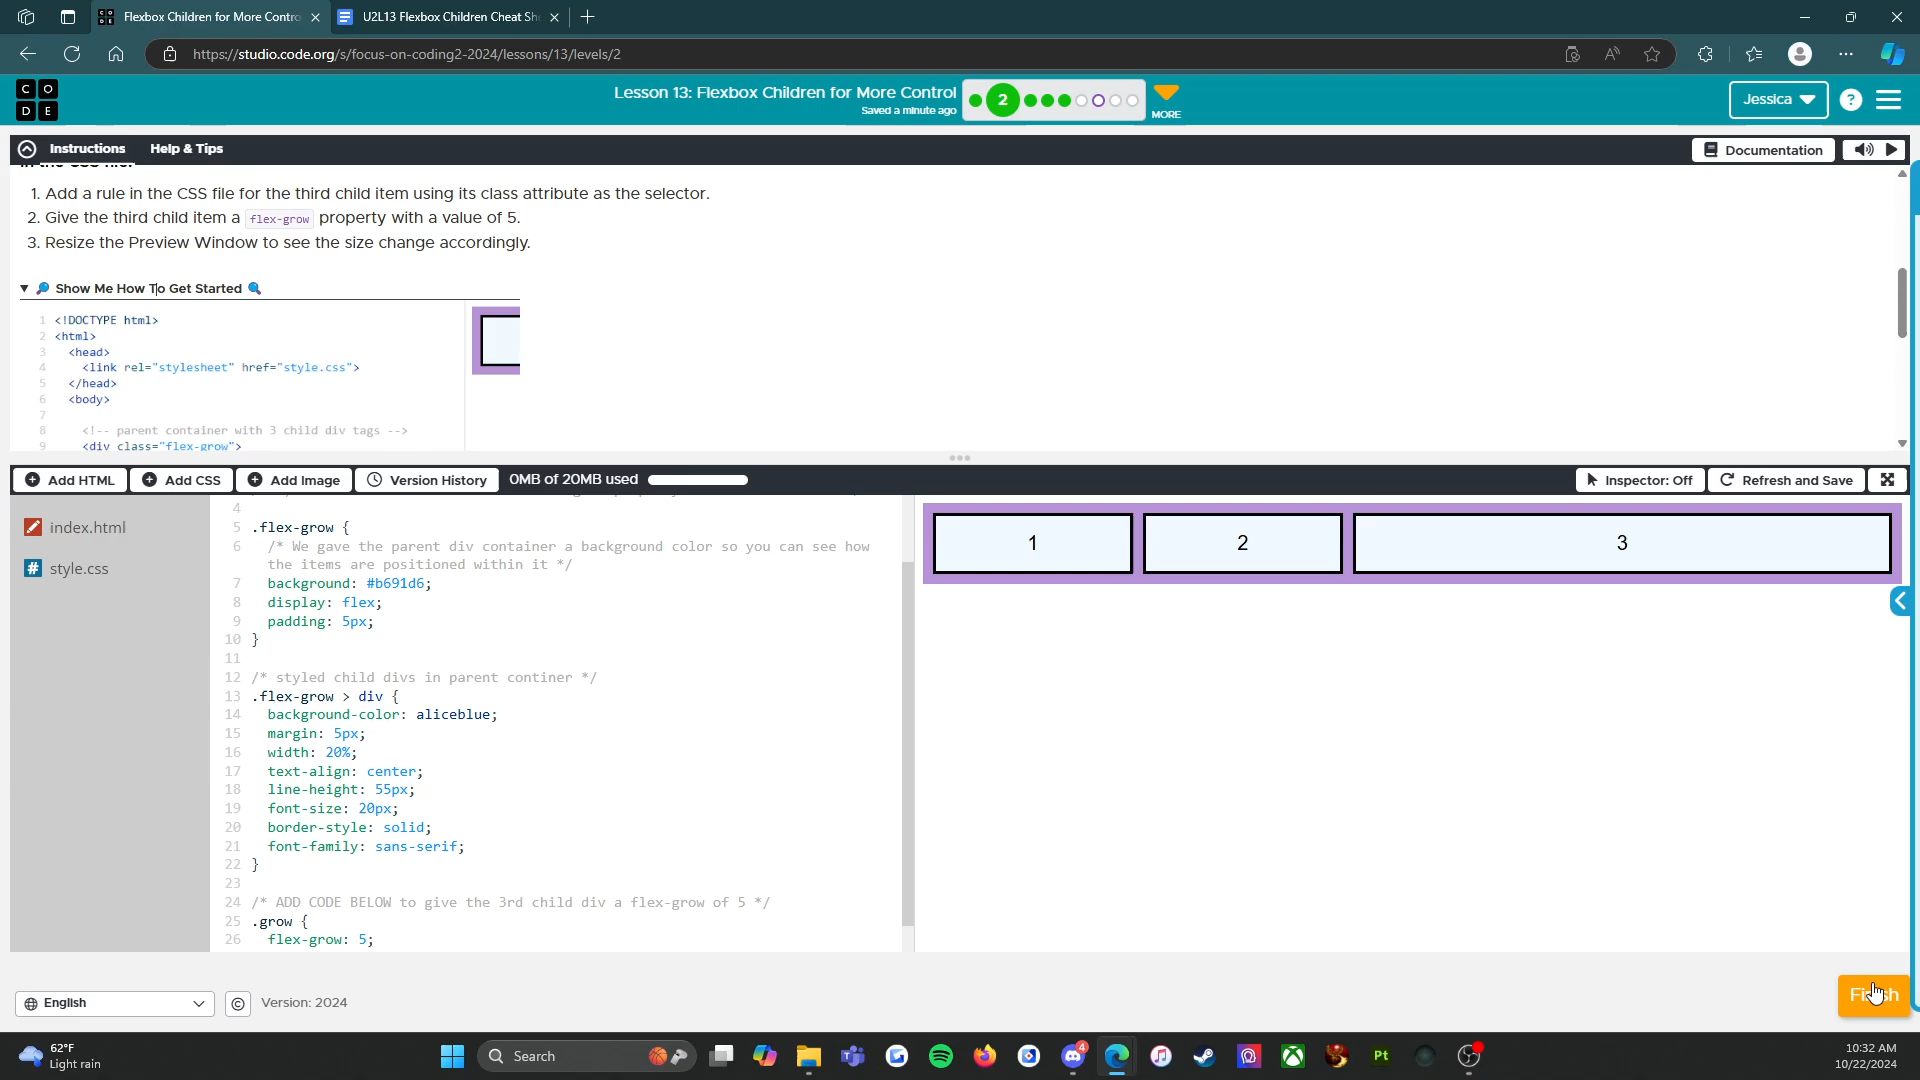 Flexbox Children for More Contro
U2L13 Flexbox Children Cheat Sh
https://studio.code.org/s/focus-on-coding2-2024/lessons/13/levels/2
C O
D E
Lesson 13: Flexbox Children for More Control
Saved a minute ago
2
MORE
Jessica
?
Instructions
Help & Tips
Documentation
1. Add a rule in the CSS file for the third child item using its class attribute as the selector.
2. Give the third child item a flex-grow property with a value of 5.
3. Resize the Preview Window to see the size change accordingly.
Show Me How To Get Started
1 <!DOCTYPE html>
2 <html>
3 <head>
4 <link rel="stylesheet" href="style.css">
5 </head>
6 <body>
7
8 <!-- parent container with 3 child div tags -->
9 <div class="flex-grow">
Add HTML
Add CSS
Add Image
Version History
0MB of 20MB used
Inspector: Off
Refresh and Save
index.html
# style.css
4
5 .flex-grow {
6 /* We gave the parent div container a background color so you can see how
the items are positioned within it */
7 background: #b691d6;
8 display: flex;
9 padding: 5px;
10 }
11
12 /* styled child divs in parent continer */
13 .flex-grow > div {
14 background-color: aliceblue;
15 margin: 5px;
16 width: 20%;
17 text-align: center;
18 line-height: 55px;
19 font-size: 20px;
20 border-style: solid;
21 font-family: sans-serif;
22 }
23
24 /* ADD CODE BELOW to give the 3rd child div a flex-grow of 5 */
25 .grow {
26 flex-grow: 5;
1
2
3
English
©
Version: 2024
Finish
62°F
Light rain
Search
4
Pt
10:32 AM
10/22/2024